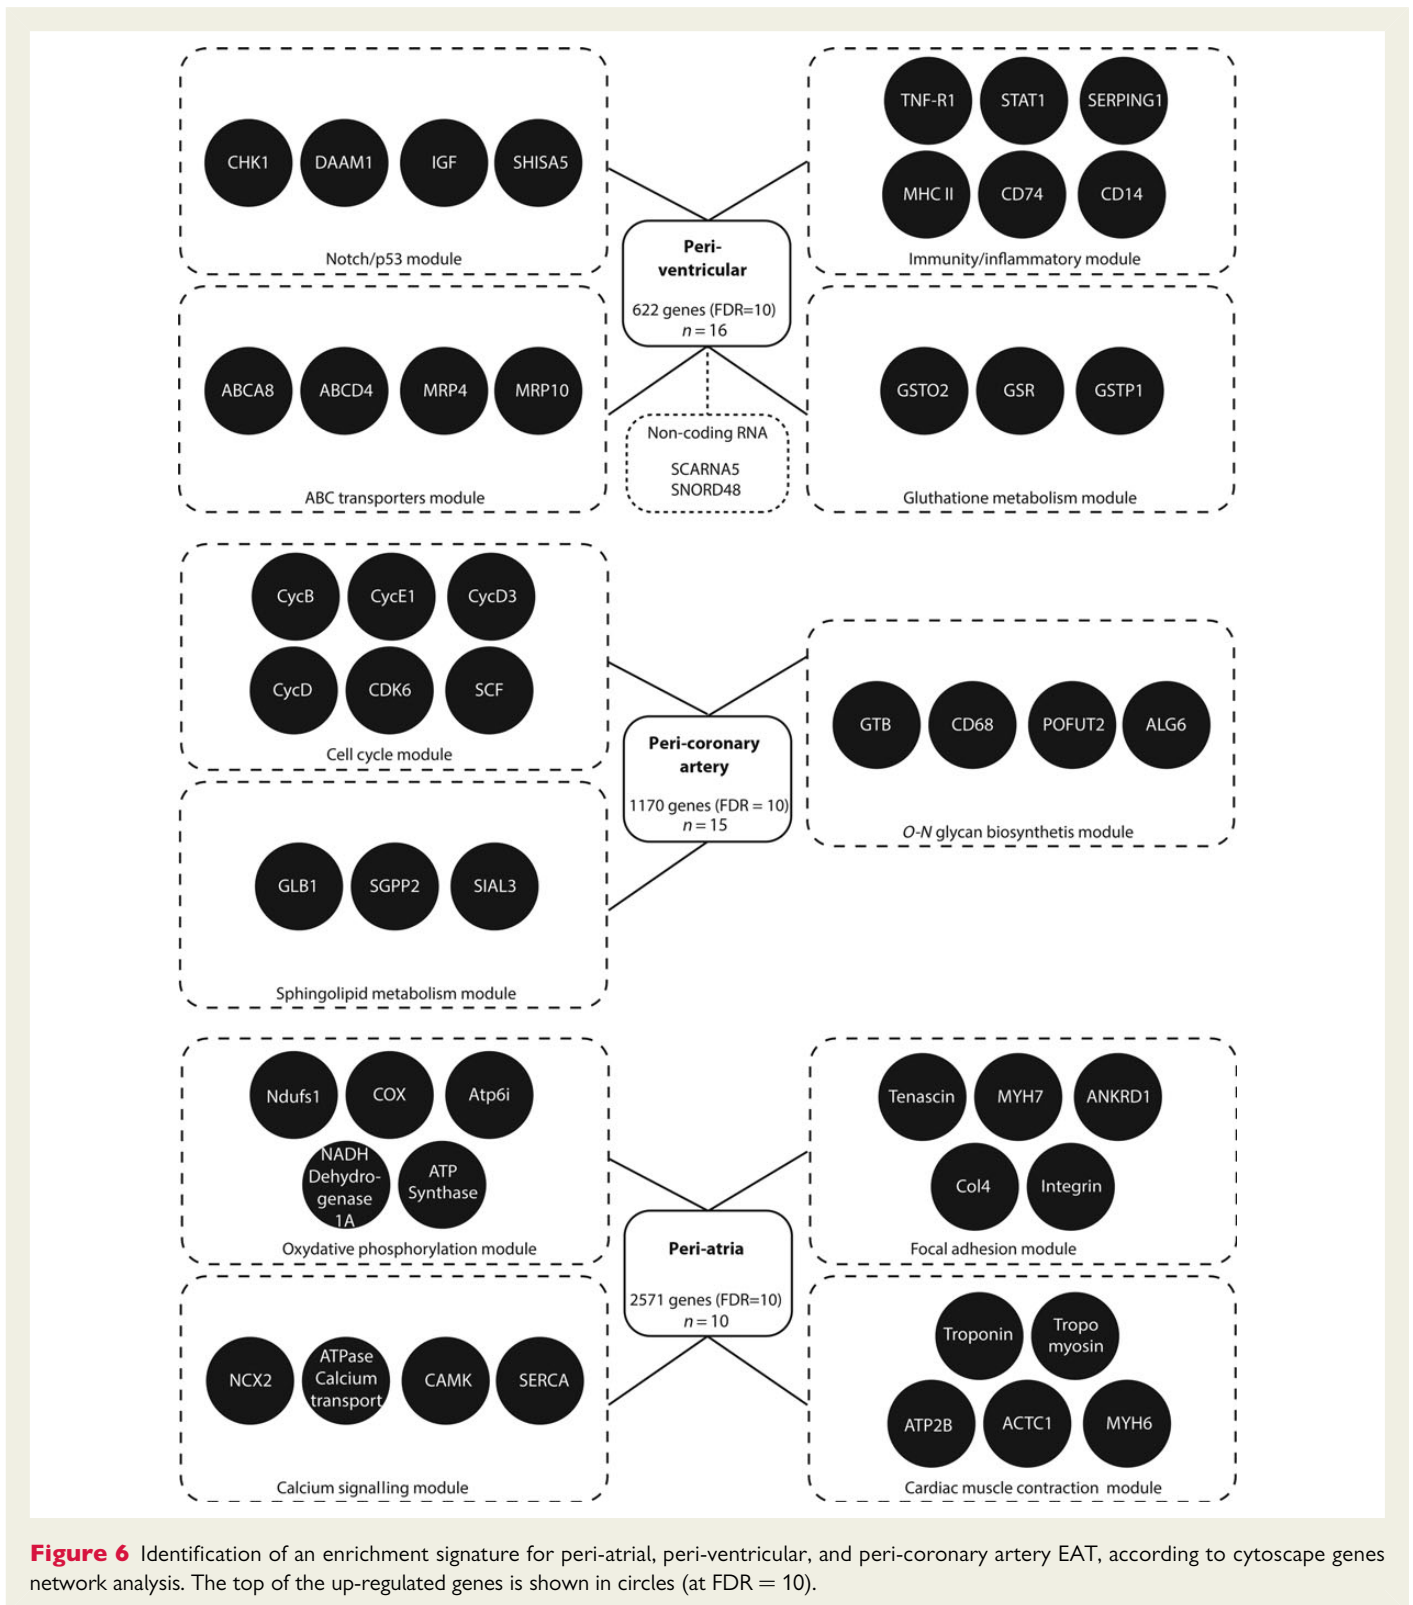 CHK1 DAAM1 IGF SHISA5
Notch/p53 module
TNF-R1 STAT1 SERPING1
MHC II CD74 CD14
Immunity/inflammatory module
Peri-
ventricular
622 genes (FDR=10)
n = 16
ABCA8 ABCD4 MRP4 MRP10
ABC transporters module
Non-coding RNA
SCARNA5
SNORD48
GSTO2 GSR GSTP1
Gluthatione metabolism module
CycB CycE1 CycD3
CycD CDK6 SCF
Cell cycle module
Peri-coronary
artery
1170 genes (FDR = 10)
n = 15
GTB CD68 POFUT2 ALG6
O-N glycan biosynthetis module
GLB1 SGPP2 SIAL3
Sphingolipid metabolism module
Ndufs1 COX Atp6i
NADH
Dehydro-
genase
1A
ATP
Synthase
Oxydative phosphorylation module
Tenascin MYH7 ANKRD1
Col4 Integrin
Focal adhesion module
Peri-atria
2571 genes (FDR=10)
n = 10
NCX2
ATPase
Calcium
transport
CAMK SERCA
Calcium signalling module
Troponin
Tropo
myosin
ATP2B ACTC1 MYH6
Cardiac muscle contraction module
Figure 6 Identification of an enrichment signature for peri-atrial, peri-ventricular, and peri-coronary artery EAT, according to cytoscape genes
network analysis. The top of the up-regulated genes is shown in circles (at FDR = 10).